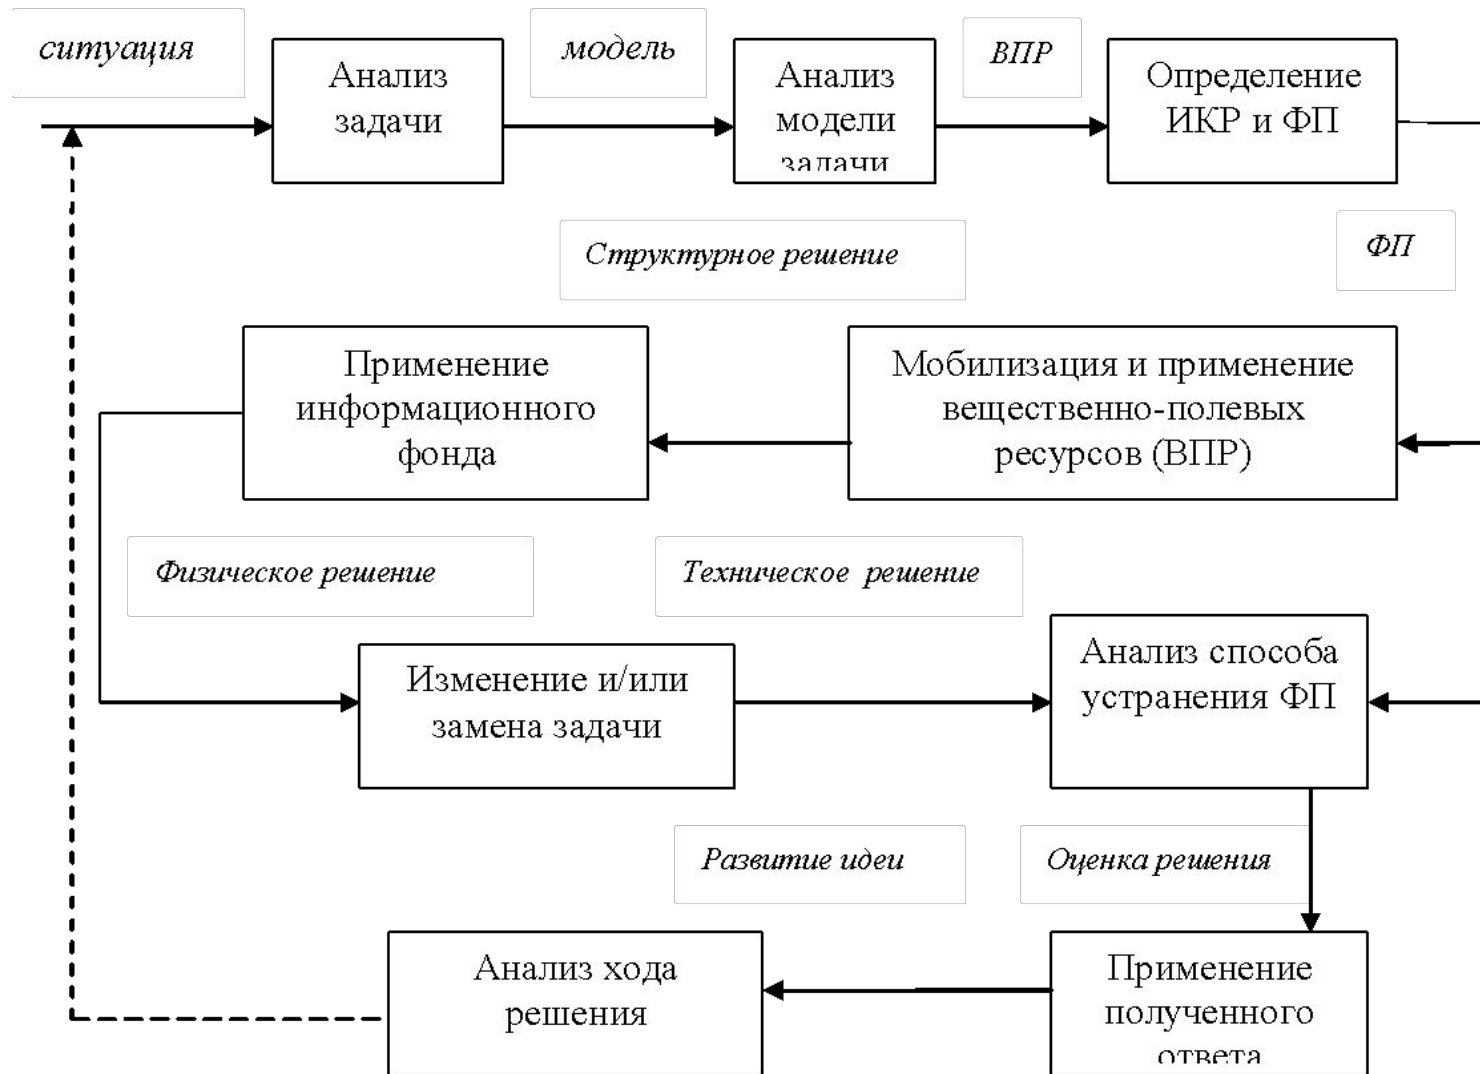 ситуация
Анализ
задачи
модель
Анализ
модели
задачи
ВПР
Определение
ИКР и ФП
ФП
Структурное решение
Применение
информационного
фонда
Мобилизация и применение
вещественно-полевых
ресурсов (ВПР)
Физическое решение
Техническое решение
Изменение и/или
замена задачи
Анализ способа
устранения ФП
Развитие идеи
Оценка решения
Анализ хода
решения
Применение
полученного
ответа